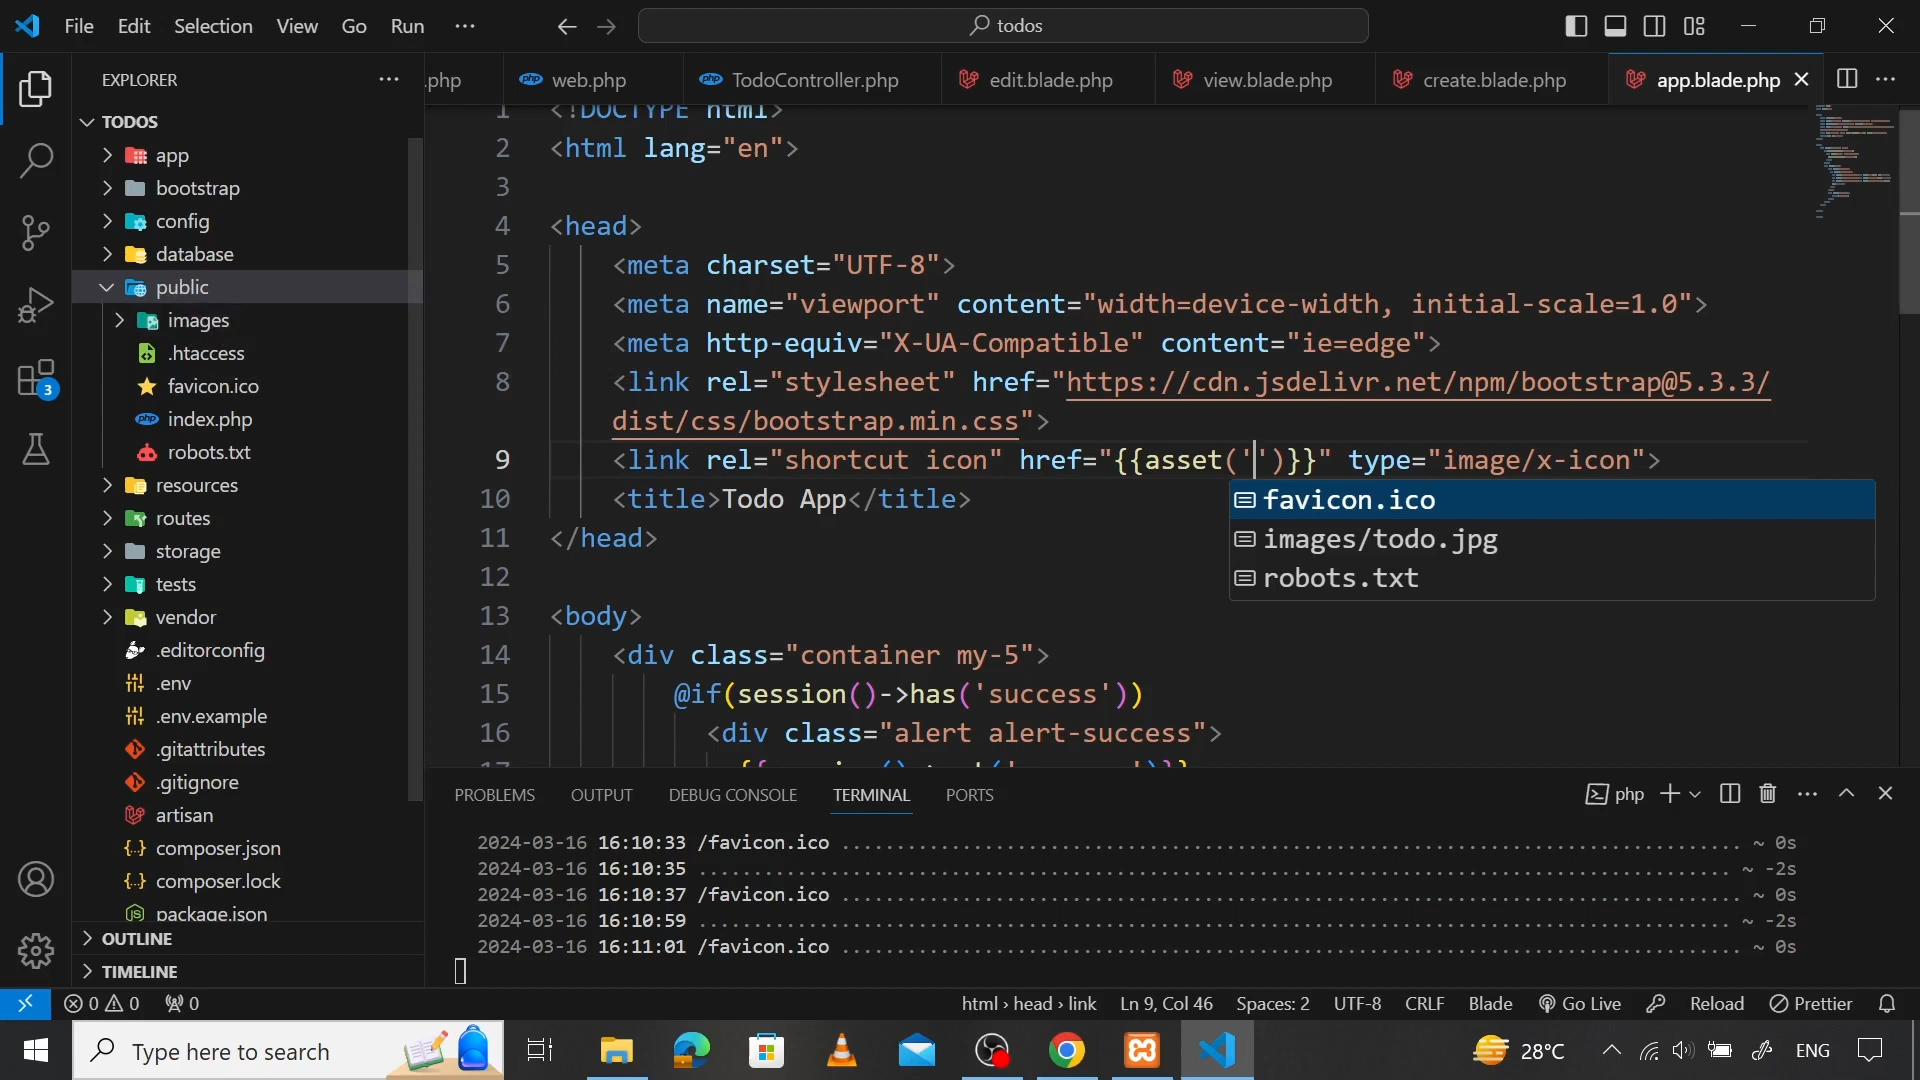 File Edit Selection View Go Run ···
todos
EXPLORER
TODOS
app
bootstrap
config
database
public
images
.htaccess
favicon.ico
index.php
robots.txt
resources
routes
storage
tests
vendor
.editorconfig
.env
.env.example
.gitattributes
.gitignore
artisan
composer.json
composer.lock
package.json
OUTLINE
TIMELINE
.php web.php TodoController.php edit.blade.php view.blade.php create.blade.php app.blade.php
1 <!DOCTYPE html>
2 <html lang="en">
3
4 <head>
5 <meta charset="UTF-8">
6 <meta name="viewport" content="width=device-width, initial-scale=1.0">
7 <meta http-equiv="X-UA-Compatible" content="ie=edge">
8 <link rel="stylesheet" href="https://cdn.jsdelivr.net/npm/bootstrap@5.3.3/
dist/css/bootstrap.min.css">
9 <link rel="shortcut icon" href="{{asset('')}}" type="image/x-icon">
10 <title>Todo App</title>
11 </head>
12
13 <body>
14 <div class="container my-5">
15 @if(session()->has('success'))
16 <div class="alert alert-success">
favicon.ico
images/todo.jpg
robots.txt
PROBLEMS OUTPUT DEBUG CONSOLE TERMINAL PORTS
php
2024-03-16 16:10:33 /favicon.ico ........ ~ 0s
2024-03-16 16:10:35 ........ ~ -2s
2024-03-16 16:10:37 /favicon.ico ........ ~ 0s
2024-03-16 16:10:59 ........ ~ -2s
2024-03-16 16:11:01 /favicon.ico ........ ~ 0s
3
0 0 0 html › head › link Ln 9, Col 46 Spaces: 2 UTF-8 CRLF Blade Go Live Reload Prettier
Type here to search
28°C ENG